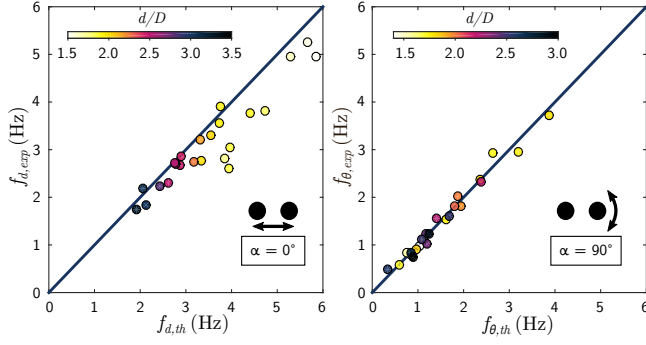 d/D
1.5 2.0 2.5 3.0 3.5
6
5
4
3
2
1
0
f_{d,exp} (Hz)
α = 0°
0 1 2 3 4 5 6
f_{d,th} (Hz)
d/D
1.5 2.0 2.5 3.0
6
5
4
3
2
1
0
f_{θ,exp} (Hz)
α = 90°
0 1 2 3 4 5 6
f_{θ,th} (Hz)